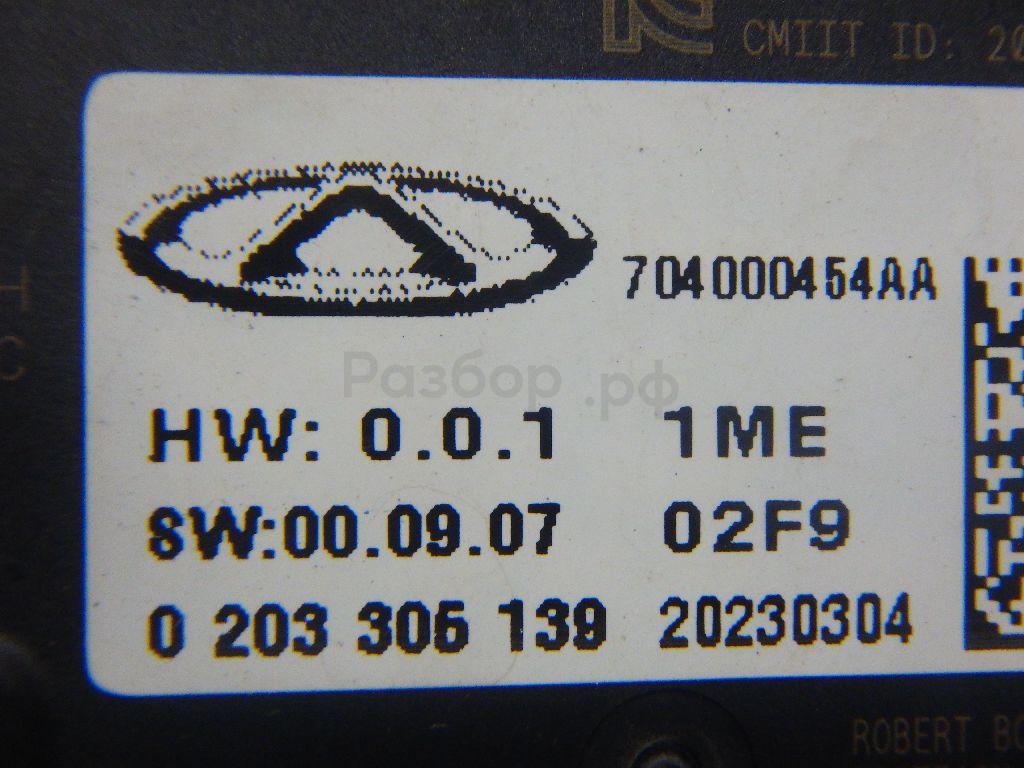 CMIIT ID: 20
704000454AA
Разбор.рф
HW: 0.0.1 1ME
SW:00.09.07 02F9
0 203 305 139 20230304
ROBERT BO